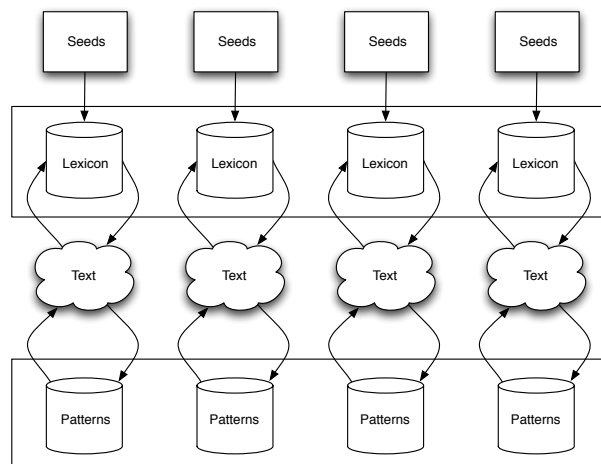 Seeds Seeds Seeds Seeds
Lexicon Lexicon Lexicon Lexicon
Text Text Text Text
Patterns Patterns Patterns Patterns